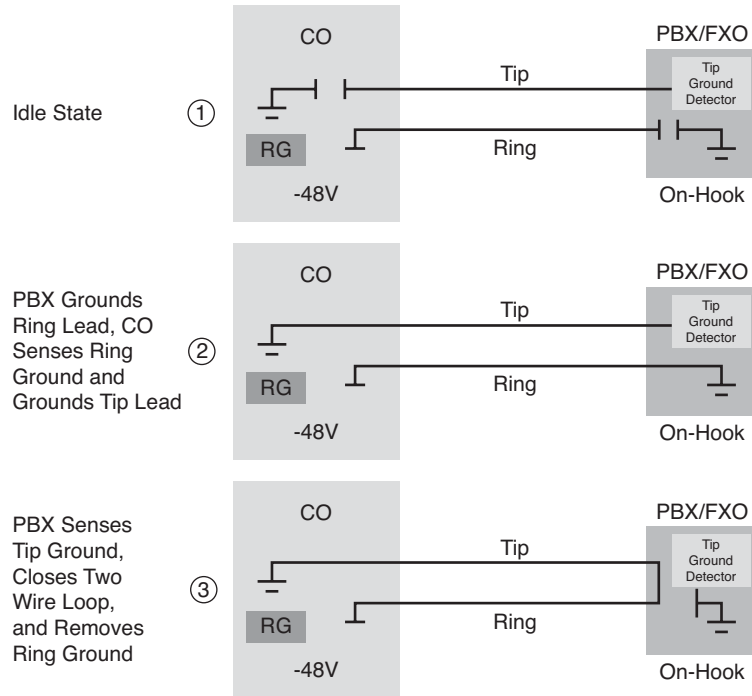 CO
PBX/FXO
Tip
Tip
Ground
Detector
Idle State
1
RG
Ring
-48V
On-Hook
CO
PBX/FXO
PBX Grounds
Ring Lead, CO
Senses Ring
Ground and
Grounds Tip Lead
2
Tip
Tip
Ground
Detector
RG
Ring
-48V
On-Hook
CO
PBX/FXO
PBX Senses
Tip Ground,
Closes Two
Wire Loop,
and Removes
Ring Ground
3
Tip
Tip
Ground
Detector
RG
Ring
-48V
On-Hook